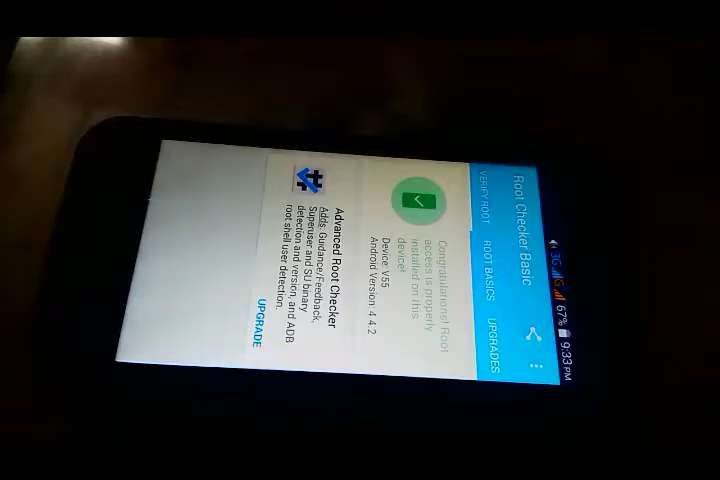 3G G 67% 9:33 PM
Root Checker Basic
VERIFY ROOT ROOT BASICS UPGRADES
Congratulations! Root
access is properly
installed on this
device!
Device: V55
Android Version: 4.4.2
Advanced Root Checker
Adds: Guidance/Feedback,
Superuser and SU binary
detection and version, and ADB
root shell user detection.
UPGRADE